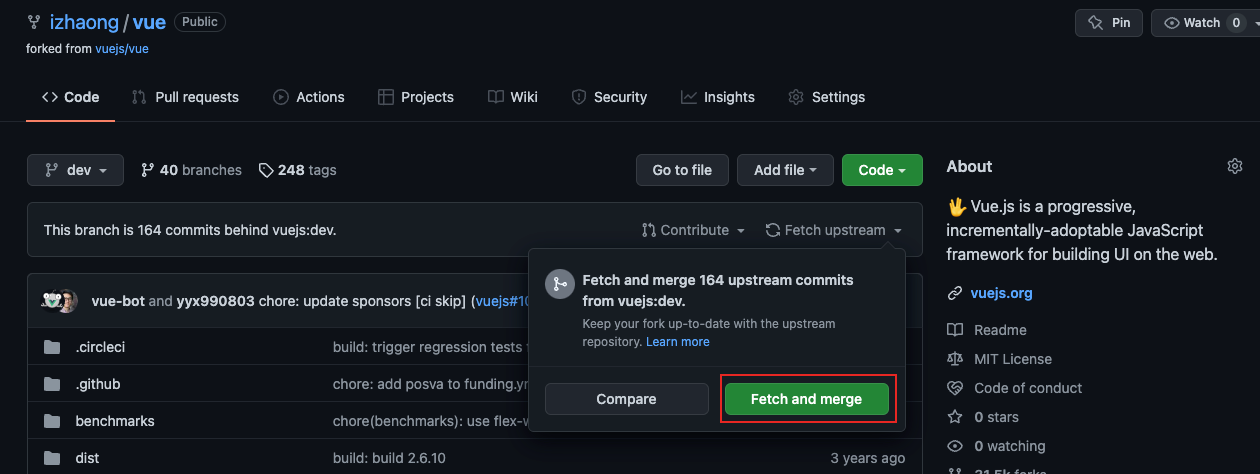 izhaong / vue Public
Pin
Watch 0
forked from vuejs/vue
Code
Pull requests
Actions
Projects
Wiki
Security
Insights
Settings
dev
40 branches
248 tags
Go to file
Add file
Code
About
This branch is 164 commits behind vuejs:dev.
Contribute
Fetch upstream
🖖 Vue.js is a progressive,
incrementally-adoptable JavaScript
framework for building UI on the web.
Fetch and merge 164 upstream commits
from vuejs:dev.
Keep your fork up-to-date with the upstream
repository. Learn more
Compare
Fetch and merge
vue-bot and yyx990803 chore: update sponsors [ci skip] (vuejs#10
.circleci
build: trigger regression tests
.github
chore: add posva to funding.
benchmarks
chore(benchmarks): use flex-
dist
build: build 2.6.10
3 years ago
vuejs.org
Readme
MIT License
Code of conduct
0 stars
0 watching
31.5k forks